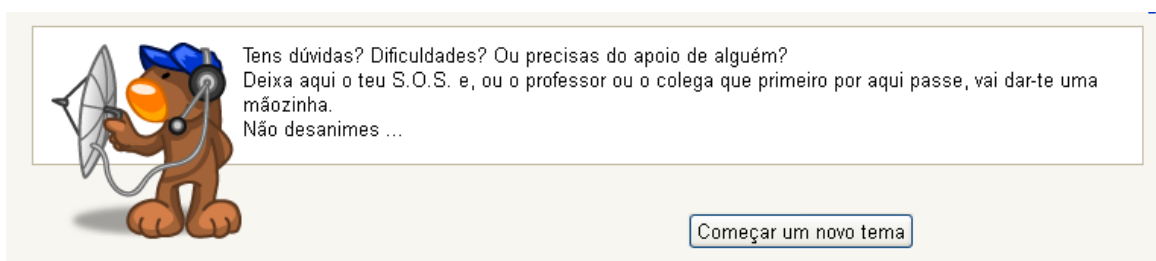 Tens dúvidas? Dificuldades? Ou precisas do apoio de alguém?
Deixa aqui o teu S.O.S. e, ou o professor ou o colega que primeiro por aqui passe, vai dar-te uma
mãozinha.
Não desanimes ...
Começar um novo tema